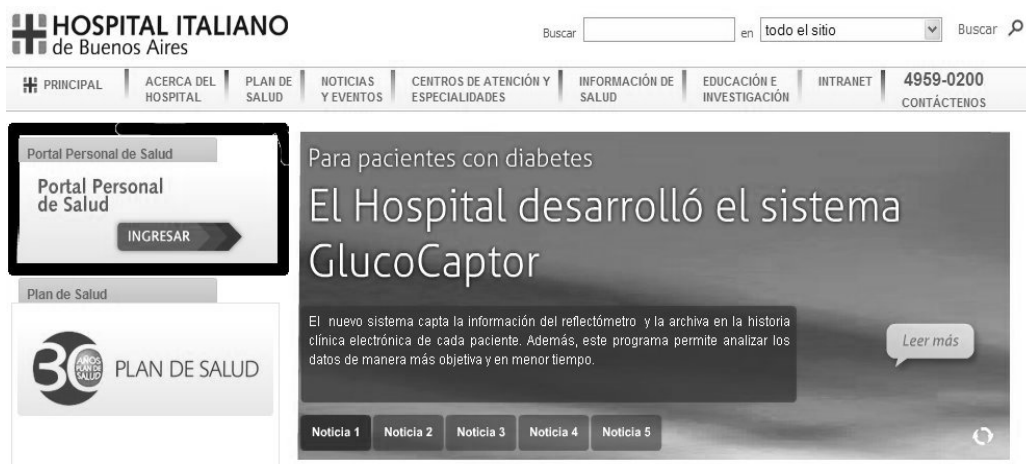 HOSPITAL ITALIANO
de Buenos Aires
Buscar
en todo el sitio
Buscar
PRINCIPAL
ACERCA DEL
HOSPITAL
PLAN DE
SALUD
NOTICIAS
Y EVENTOS
CENTROS DE ATENCIÓN Y
ESPECIALIDADES
INFORMACIÓN DE
SALUD
EDUCACIÓN E
INVESTIGACIÓN
INTRANET
4959-0200
CONTÁCTENOS
Portal Personal de Salud
Portal Personal
de Salud
INGRESAR
Plan de Salud
30
AÑOS
PLAN DE
SALUD
PLAN DE SALUD
Para pacientes con diabetes
El Hospital desarrolló el sistema
GlucoCaptor
El nuevo sistema capta la información del reflectómetro y la archiva en la historia
clínica electrónica de cada paciente. Además, este programa permite analizar los
datos de manera más objetiva y en menor tiempo.
Leer más
Noticia 1
Noticia 2
Noticia 3
Noticia 4
Noticia 5